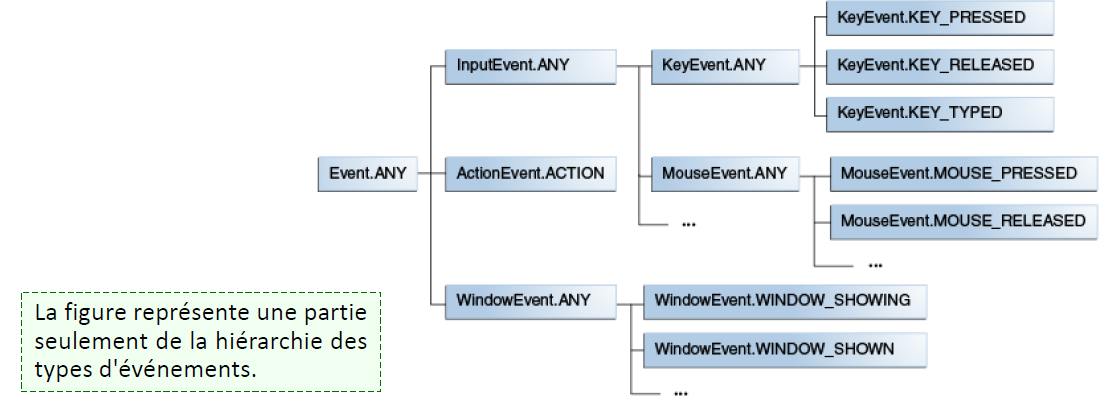 KeyEvent.KEY_PRESSED
InputEvent.ANY
KeyEvent.ANY
KeyEvent.KEY_RELEASED
KeyEvent.KEY_TYPED
Event.ANY
ActionEvent.ACTION
MouseEvent.ANY
MouseEvent.MOUSE_PRESSED
MouseEvent.MOUSE_RELEASED
...
...
WindowEvent.ANY
WindowEvent.WINDOW_SHOWING
WindowEvent.WINDOW_SHOWN
...
La figure représente une partie
seulement de la hiérarchie des
types d'événements.